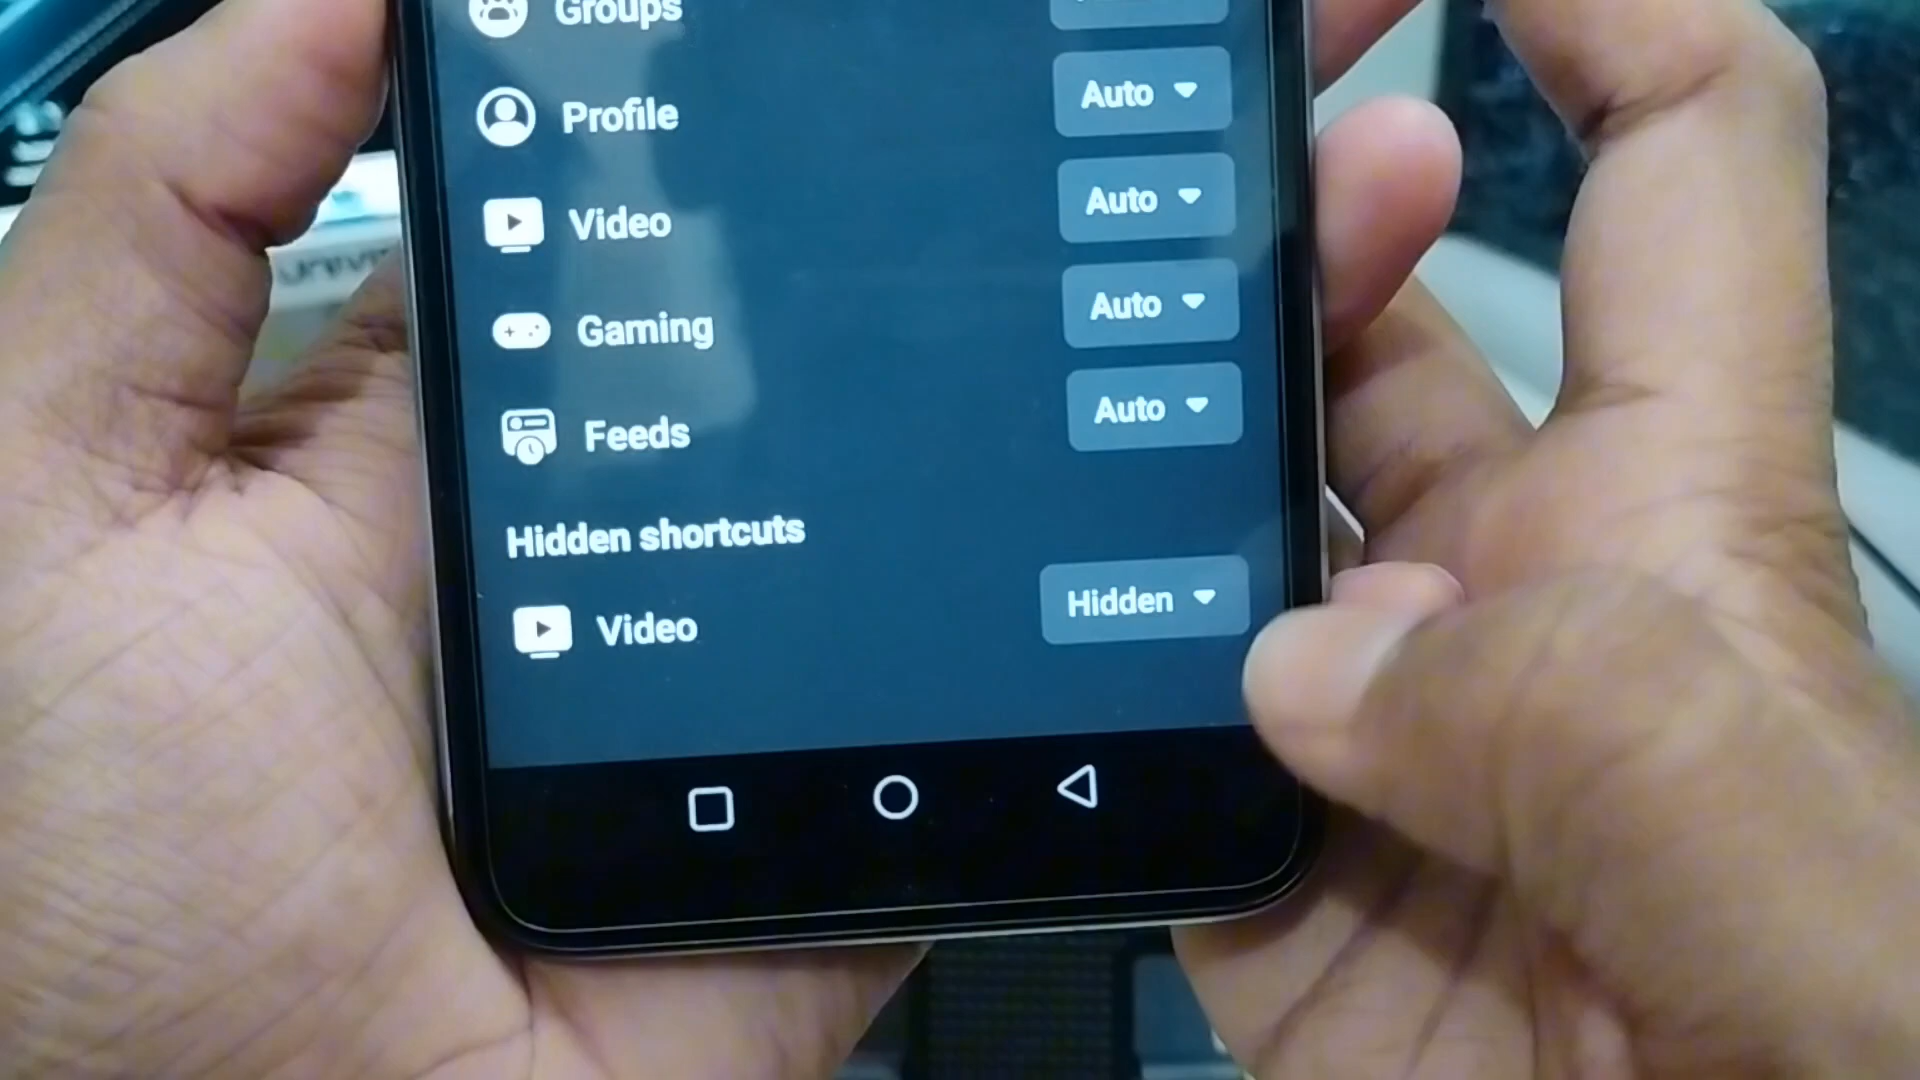 Groups
Profile Auto
Video Auto
Gaming Auto
Feeds Auto
Hidden shortcuts
Video Hidden